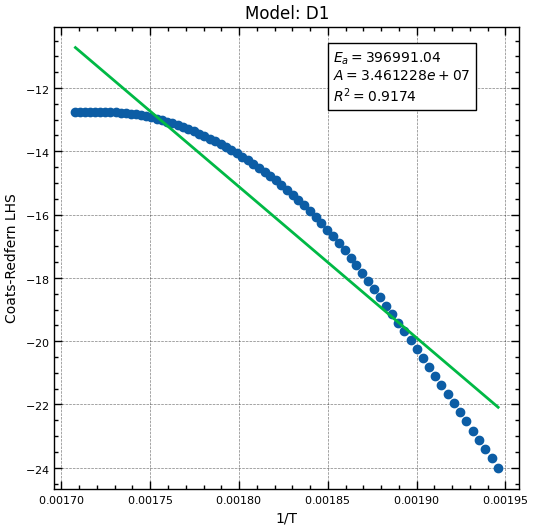 Model: D1
E_a = 396991.04
A = 3.461228e + 07
R² = 0.9174
Coats-Redfern LHS
−12
−14
−16
−18
−20
−22
−24
0.00170 0.00175 0.00180 0.00185 0.00190 0.00195
1/T